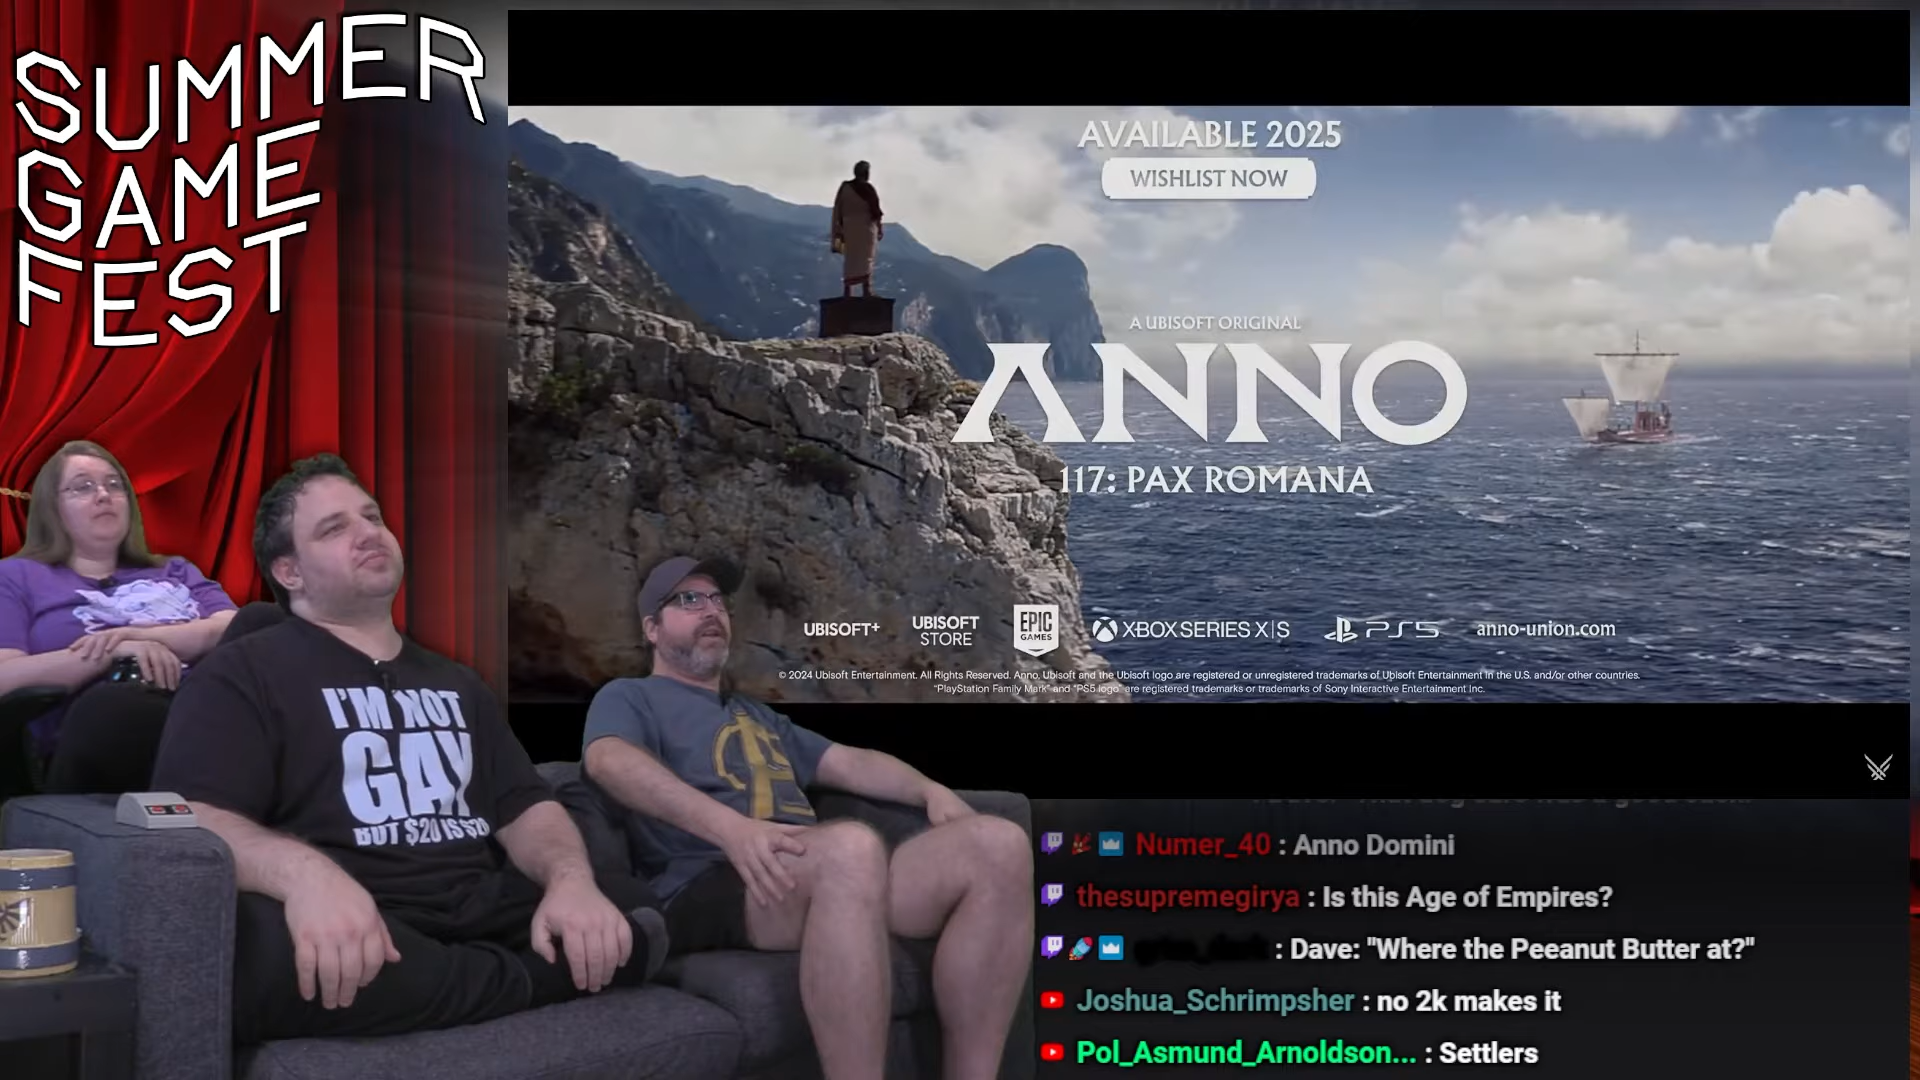 SUMMER
GAME
FEST
AVAILABLE 2025
WISHLIST NOW
A UBISOFT ORIGINAL
ANNO
117: PAX ROMANA
UBISOFT+
UBISOFT
STORE
EPIC
GAMES
XBOX SERIES X|S
PS5
anno-union.com
© 2024 Ubisoft Entertainment. All Rights Reserved. Anno, Ubisoft and the Ubisoft logo are registered or unregistered trademarks of Ubisoft Entertainment in the U.S. and/or other countries.
"PlayStation Family Mark" and "PS5 logo" are registered trademarks or trademarks of Sony Interactive Entertainment Inc.
I'M NOT
GAY
BUT $20 IS $20
Numer_40 : Anno Domini
thesupremegirya : Is this Age of Empires?
: Dave: "Where the Peeanut Butter at?"
Joshua_Schrimpsher : no 2k makes it
Pol_Asmund_Arnoldson... : Settlers